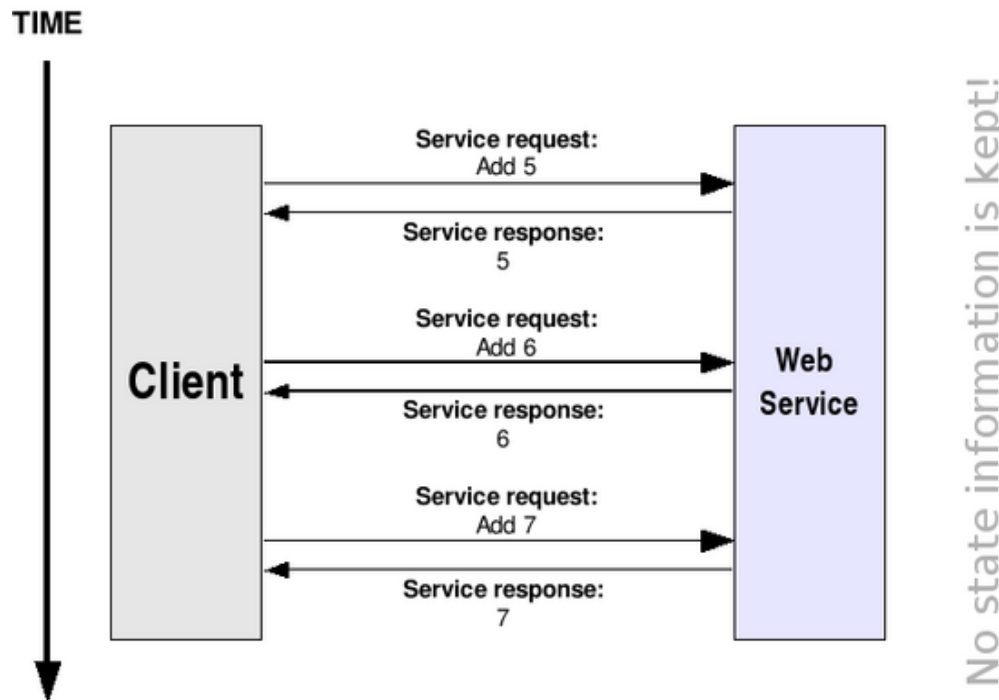 TIME
Service request:
Add 5
Service response:
5
Service request:
Add 6
Service response:
6
Service request:
Add 7
Service response:
7
Client
Web
Service
No state information is kept!